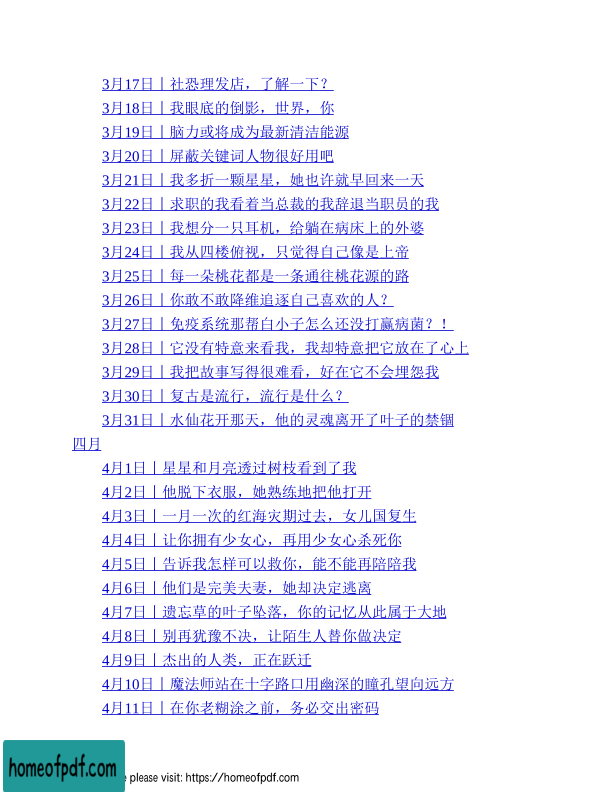 3月17日｜社恐理发店，了解一下？
3月18日｜我眼底的倒影，世界，你
3月19日｜脑力或将成为最新清洁能源
3月20日｜屏蔽关键词人物很好用吧
3月21日｜我多折一颗星星，她也许就早回来一天
3月22日｜求职的我看着当总裁的我辞退当职员的我
3月23日｜我想分一只耳机，给躺在病床上的外婆
3月24日｜我从四楼俯视，只觉得自己像是上帝
3月25日｜每一朵桃花都是一条通往桃花源的路
3月26日｜你敢不敢降维追逐自己喜欢的人？
3月27日｜免疫系统那帮白小子怎么还没打赢病菌？！
3月28日｜它没有特意来看我，我却特意把它放在了心上
3月29日｜我把故事写得很难看，好在它不会埋怨我
3月30日｜复古是流行，流行是什么？
3月31日｜水仙花开那天，他的灵魂离开了叶子的禁锢
四月
4月1日｜星星和月亮透过树枝看到了我
4月2日｜他脱下衣服，她熟练地把他打开
4月3日｜一月一次的红海灾期过去，女儿国复生
4月4日｜让你拥有少女心，再用少女心杀死你
4月5日｜告诉我怎样可以救你，能不能再陪陪我
4月6日｜他们是完美夫妻，她却决定逃离
4月7日｜遗忘草的叶子坠落，你的记忆从此属于大地
4月8日｜别再犹豫不决，让陌生人替你做决定
4月9日｜杰出的人类，正在跃迁
4月10日｜魔法师站在十字路口用幽深的瞳孔望向远方
4月11日｜在你老糊涂之前，务必交出密码
homeofpdf.com
e please visit: https://homeofpdf.com